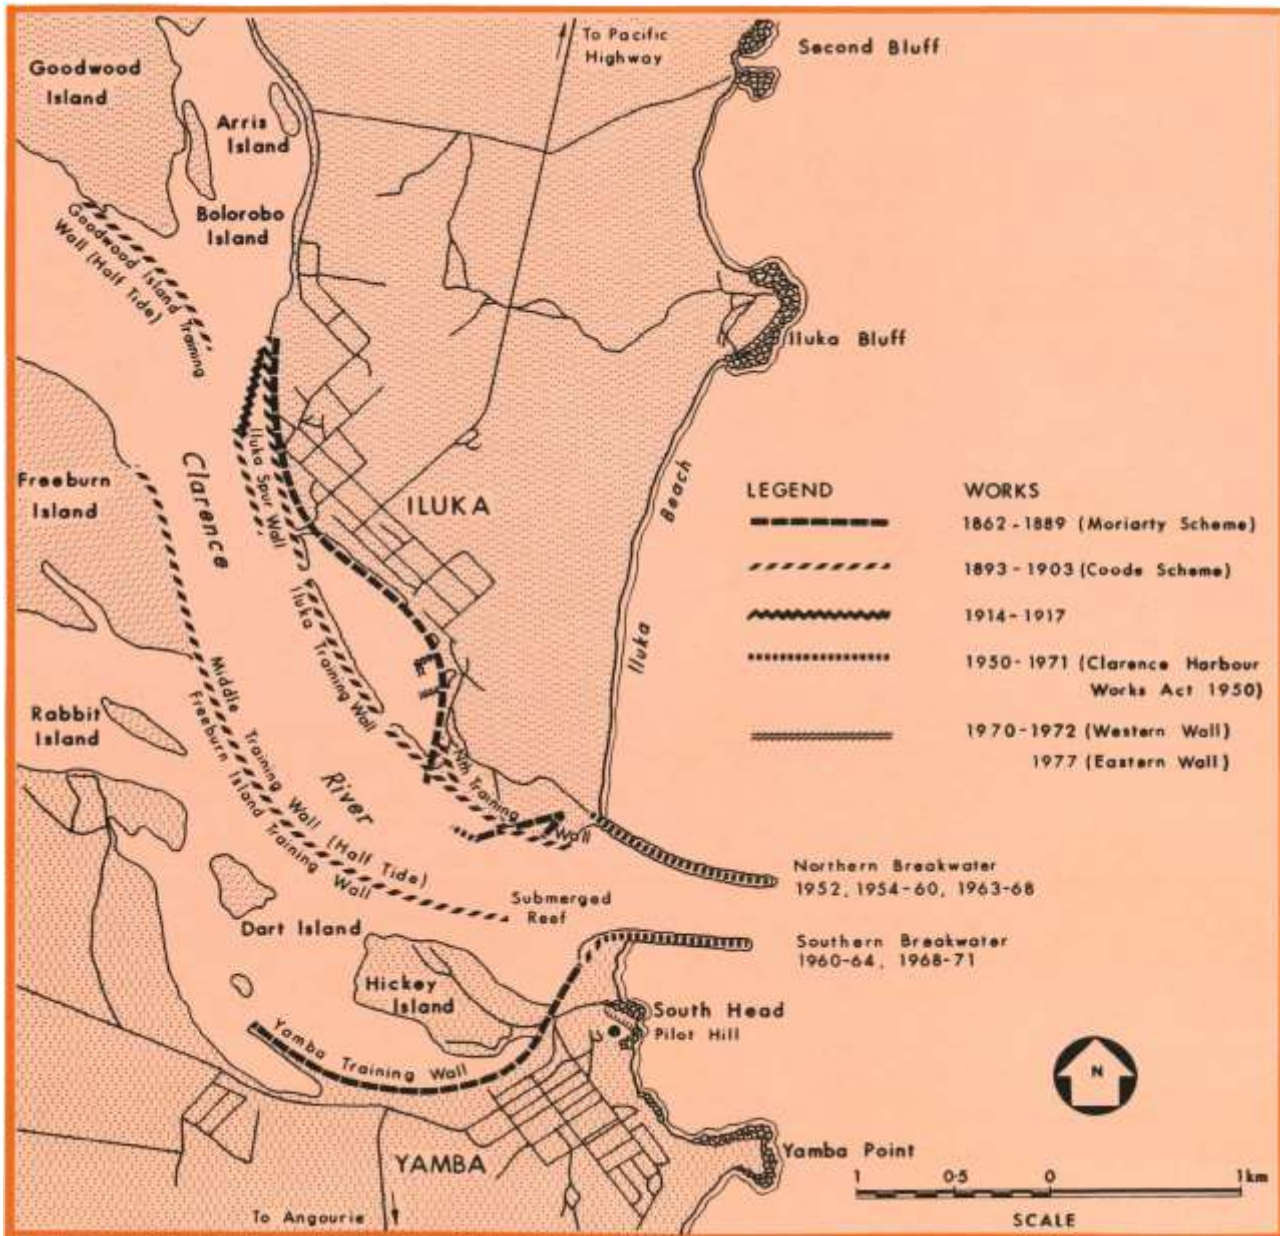 To Pacific
Highway
Second Bluff
Goodwood
Island
Arris
Island
Bolorobo
Island
Goodwood Island Training
Wall (Half Tide)
Iluka Bluff
Clarence
River
Freeburn
Island
ILUKA
Iluka Spur Wall
Iluka Training Wall
Iluka
Beach
LEGEND
WORKS
1862-1889 (Moriarty Scheme)
1893-1903 (Coode Scheme)
1914-1917
1950-1971 (Clarence Harbour
Works Act 1950)
1970-1972 (Western Wall)
1977 (Eastern Wall)
Rabbit
Island
Middle Training Wall (Half Tide)
Freeburn Island Training Wall
Nth Training Wall
Northern Breakwater
1952, 1954-60, 1963-68
Submerged
Reef
Dart Island
Southern Breakwater
1960-64, 1968-71
Hickey
Island
South Head
Pilot Hill
Yamba Training Wall
N
YAMBA
Yamba Point
1 0·5 0 1km
SCALE
To Angourie